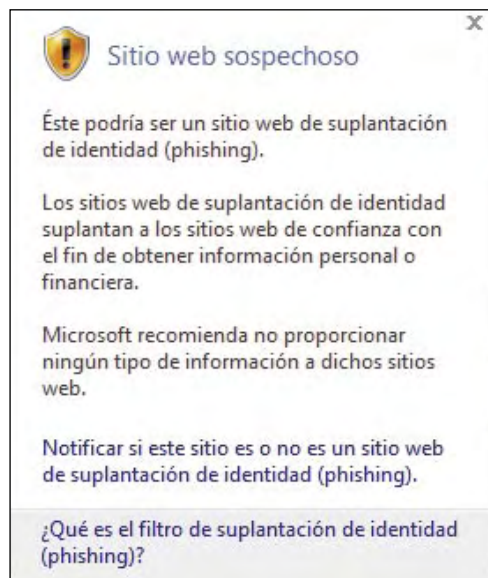 Sitio web sospechoso
Éste podría ser un sitio web de suplantación
de identidad (phishing).
Los sitios web de suplantación de identidad
suplantan a los sitios web de confianza con
el fin de obtener información personal o
financiera.
Microsoft recomienda no proporcionar
ningún tipo de información a dichos sitios
web.
Notificar si este sitio es o no es un sitio web
de suplantación de identidad (phishing).
¿Qué es el filtro de suplantación de identidad
(phishing)?